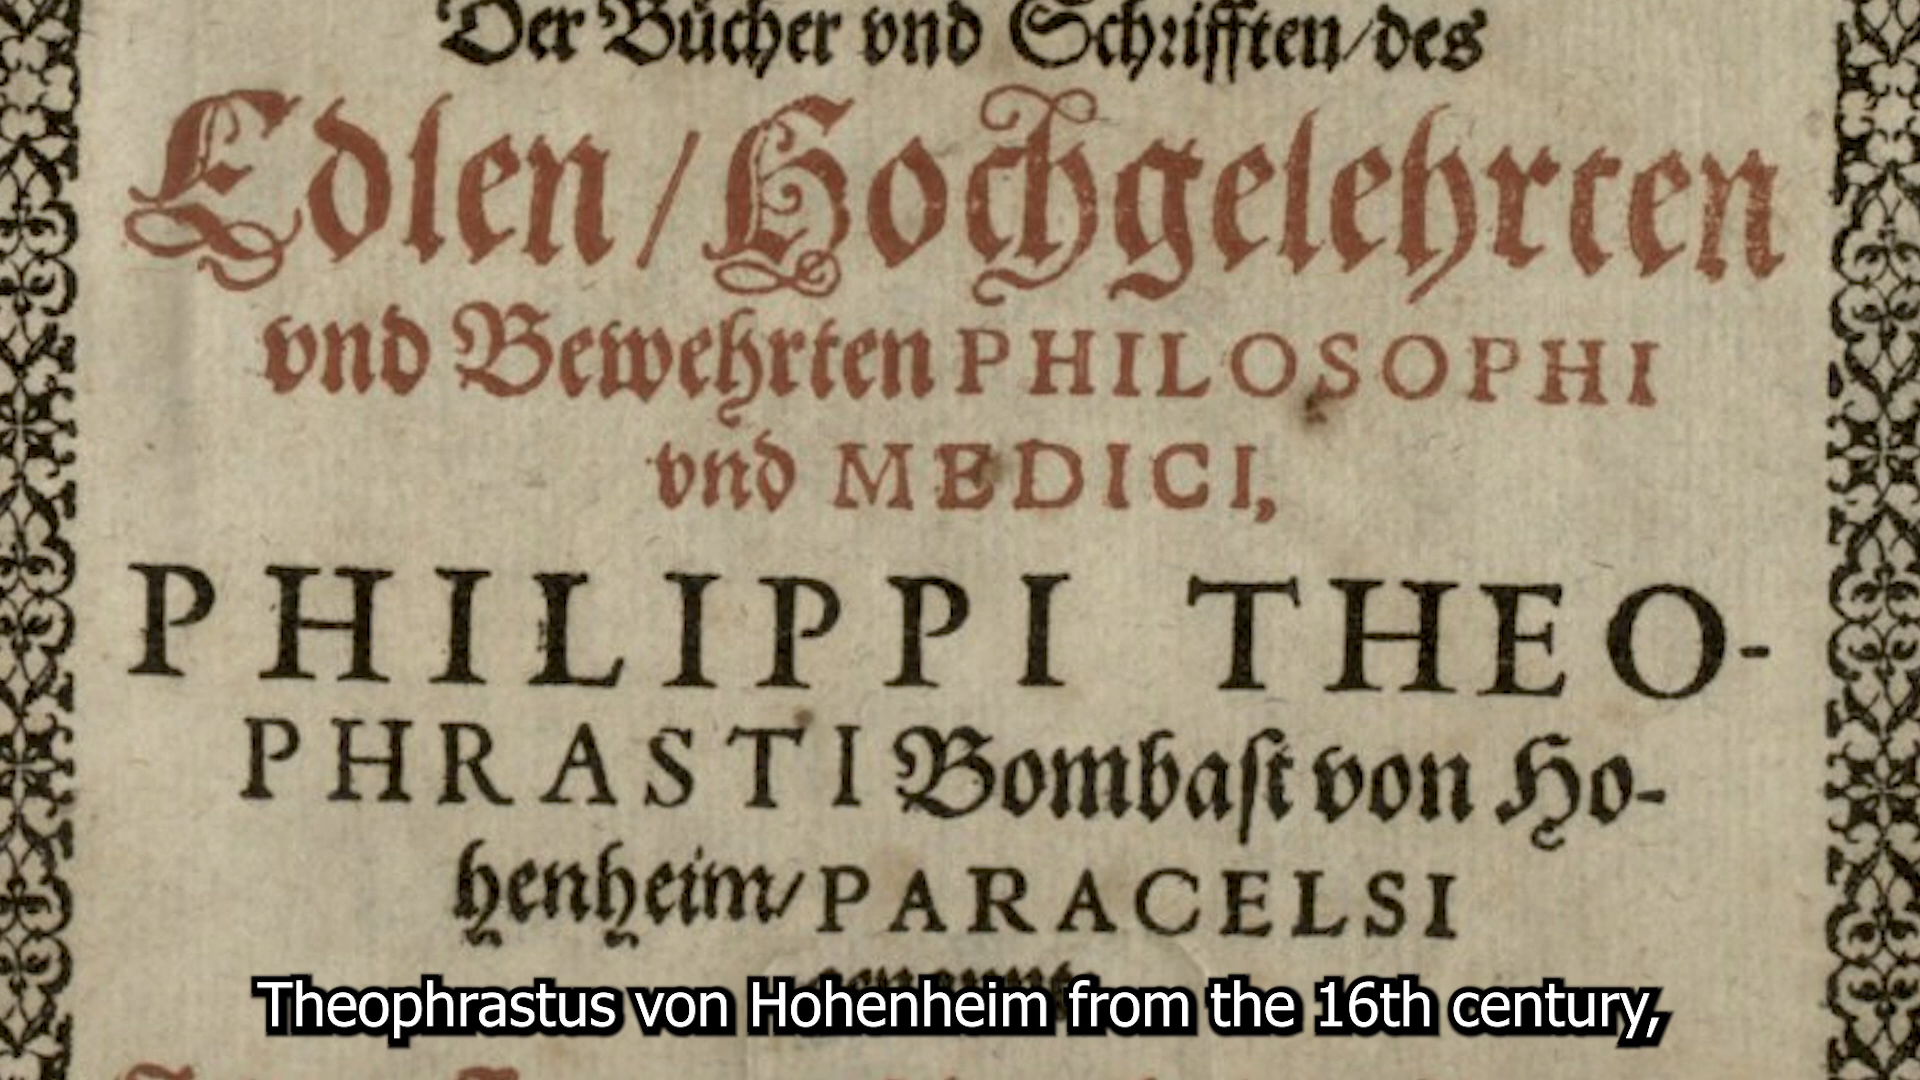 Der Bücher vnd Schrifften/des
Edlen/Hochgelehrten
vnd Bewehrten PHILOSOPHI
vnd MEDICI,
PHILIPPI THEO-
PHRASTI Bombaſt von Ho-
henheim/PARACELSI
genannt
Theophrastus von Hohenheim from the 16th century,